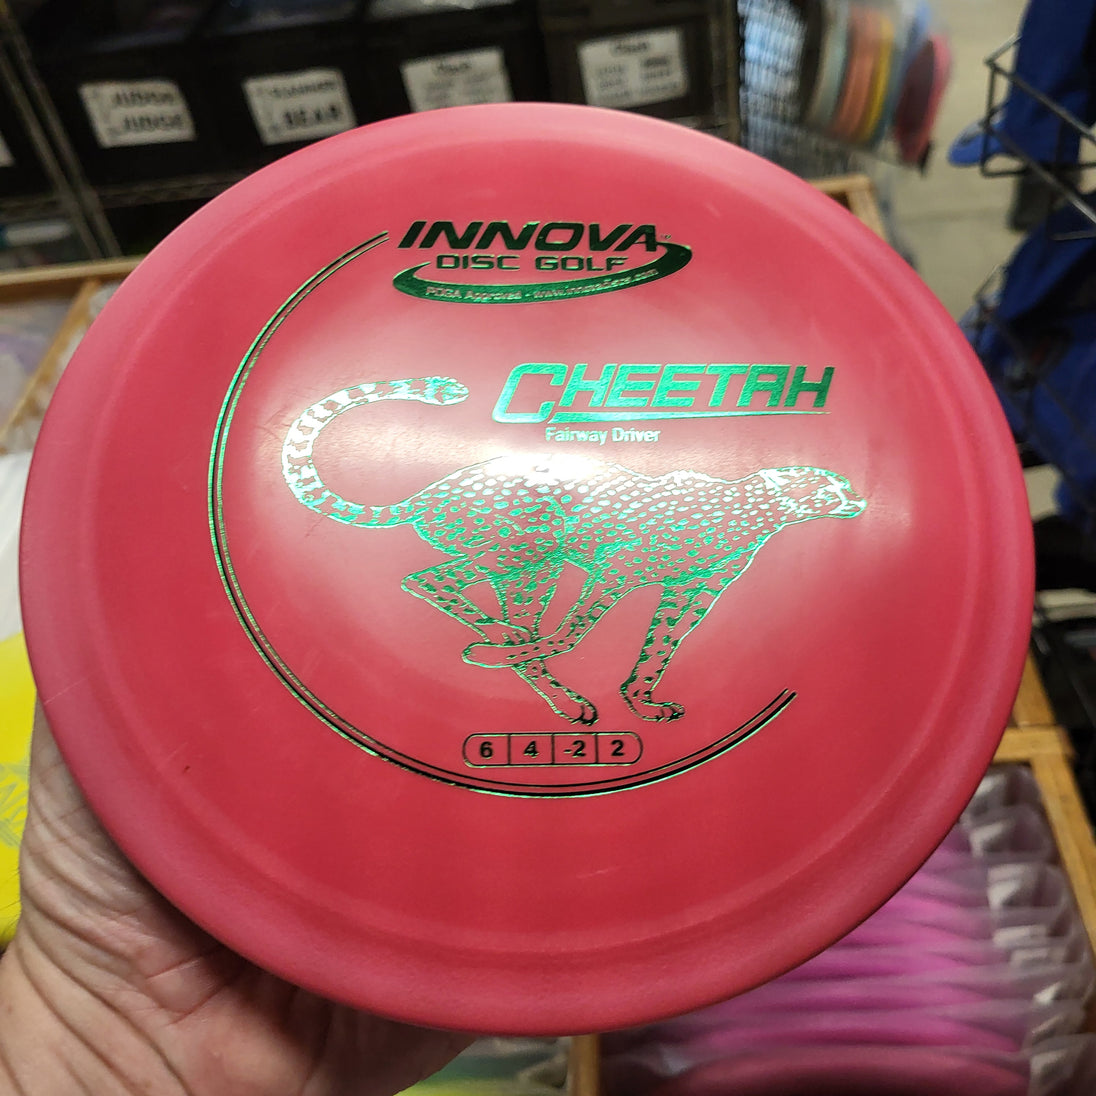 INNOVA
DISC GOLF
PDGA Approved - www.innovadiscs.com
CHEETAH
Fairway Driver
6 4 -2 2